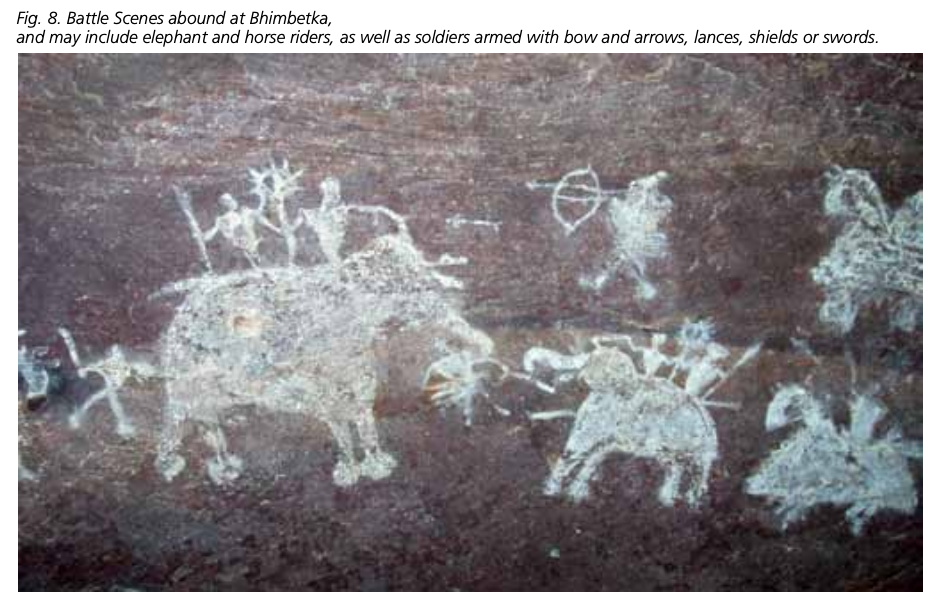 Fig. 8. Battle Scenes abound at Bhimbetka,
and may include elephant and horse riders, as well as soldiers armed with bow and arrows, lances, shields or swords.